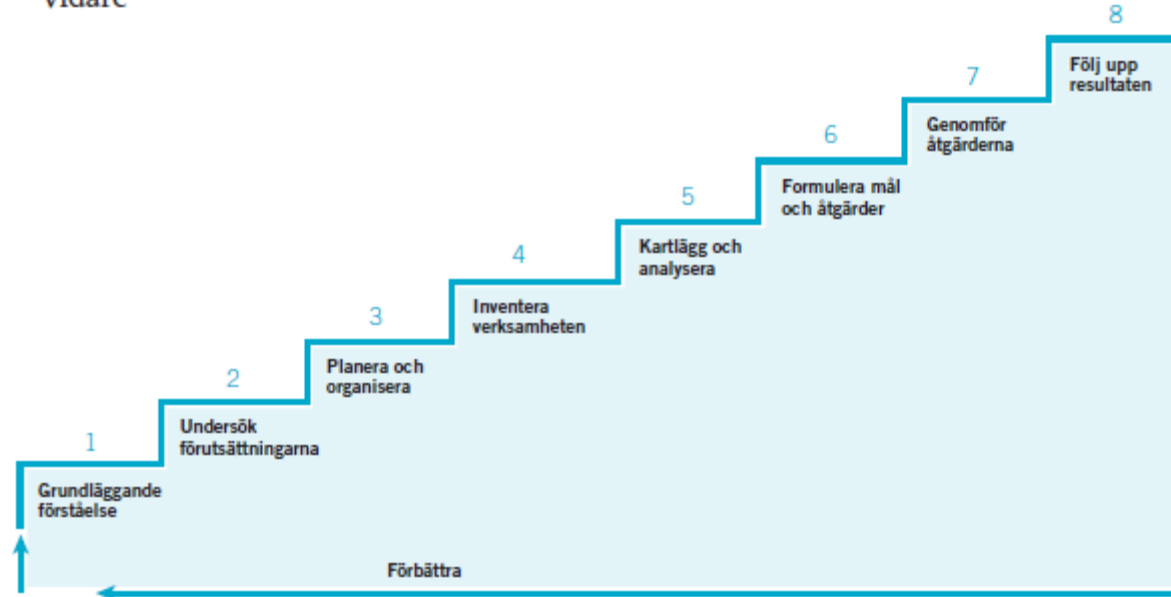 vidare
1
Grundläggande
förståelse
2
Undersök
förutsättningarna
3
Planera och
organisera
4
Inventera
verksamheten
5
Kartlägg och
analysera
6
Formulera mål
och åtgärder
7
Genomför
åtgärderna
8
Följ upp
resultaten
Förbättra